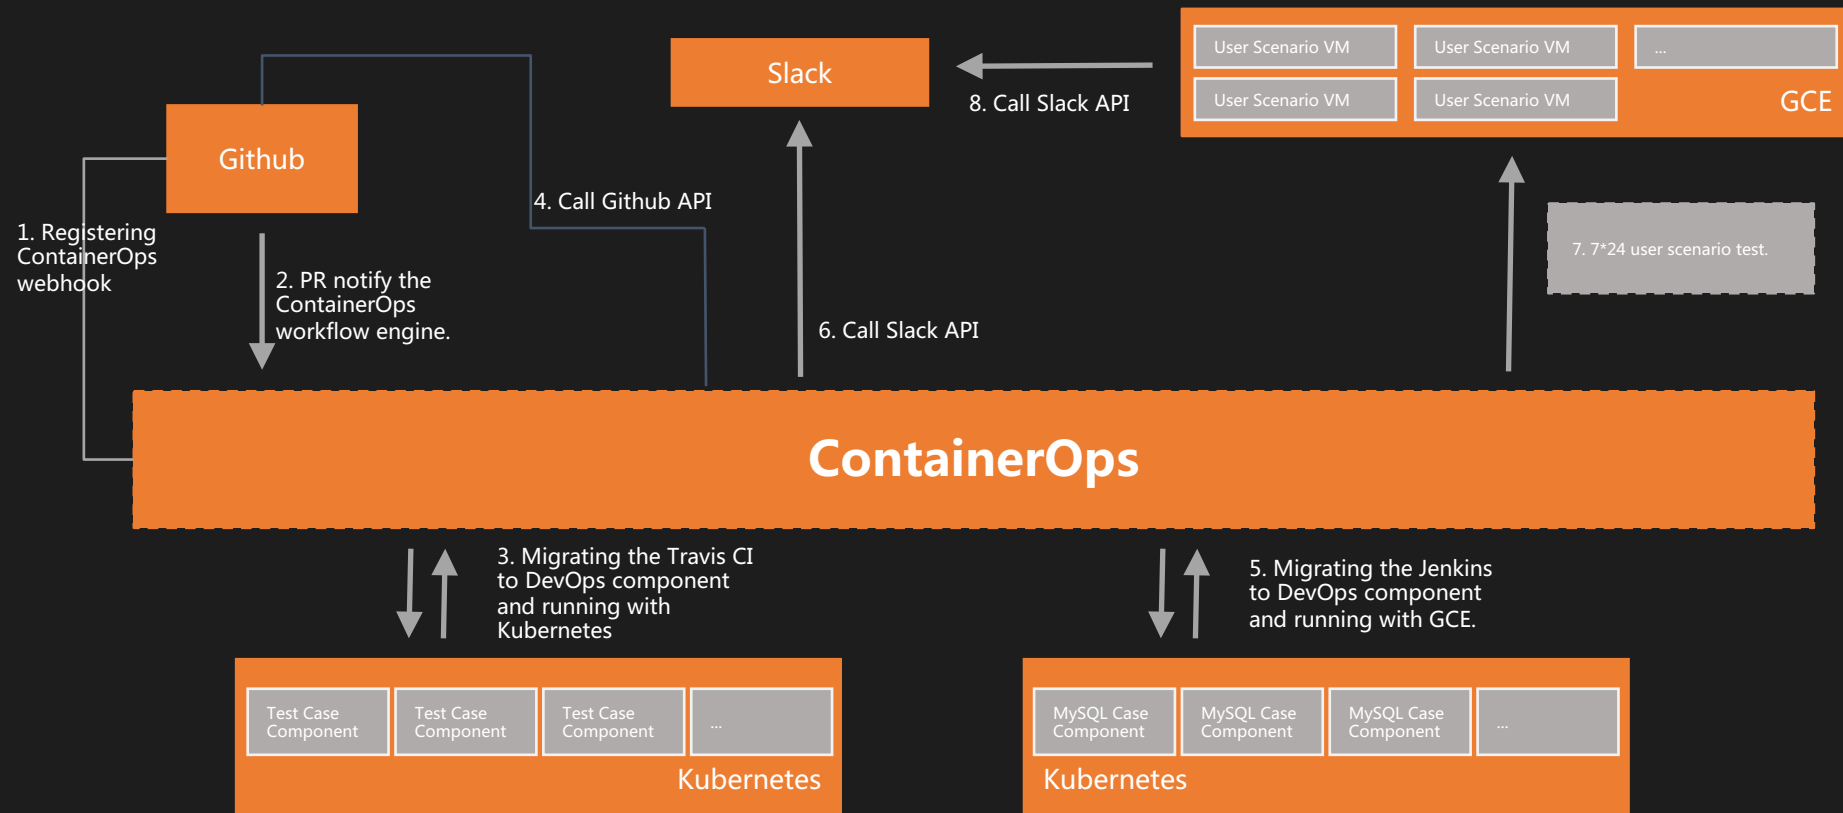 User Scenario VM
User Scenario VM
...
User Scenario VM
User Scenario VM
GCE
Slack
8. Call Slack API
Github
4. Call Github API
1. Registering
ContainerOps
webhook
2. PR notify the
ContainerOps
workflow engine.
6. Call Slack API
7. 7*24 user scenario test.
ContainerOps
3. Migrating the Travis CI
to DevOps component
and running with
Kubernetes
5. Migrating the Jenkins
to DevOps component
and running with GCE.
Test Case
Component
Test Case
Component
Test Case
Component
...
Kubernetes
MySQL Case
Component
MySQL Case
Component
MySQL Case
Component
...
Kubernetes